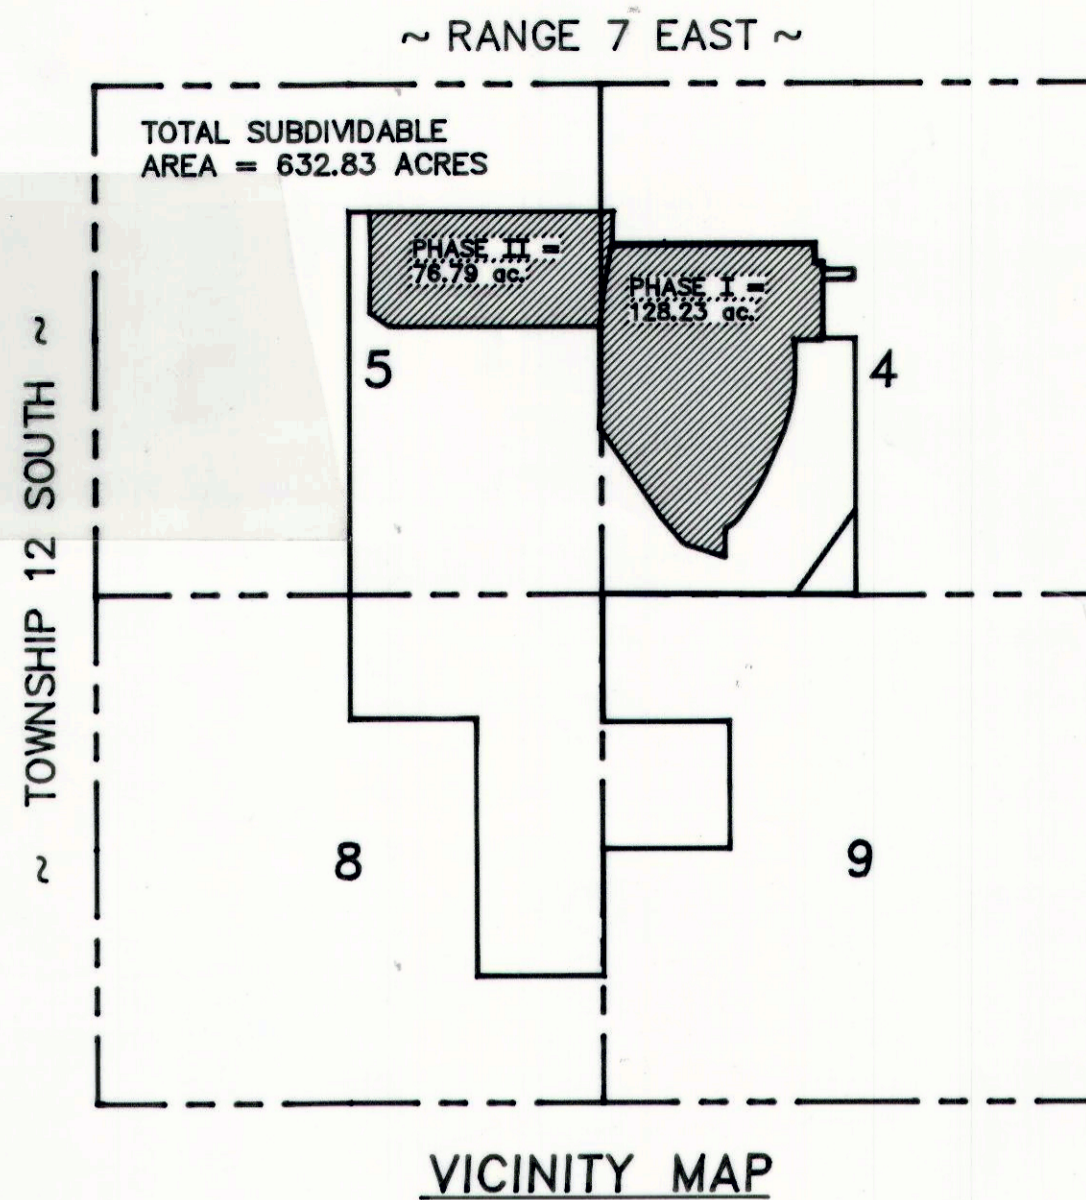 ~ RANGE 7 EAST ~
TOTAL SUBDIVIDABLE
AREA = 632.83 ACRES
PHASE II =
76.79 ac.
PHASE I =
128.23 ac.
5
4
~ TOWNSHIP 12 SOUTH ~
8
9
VICINITY MAP